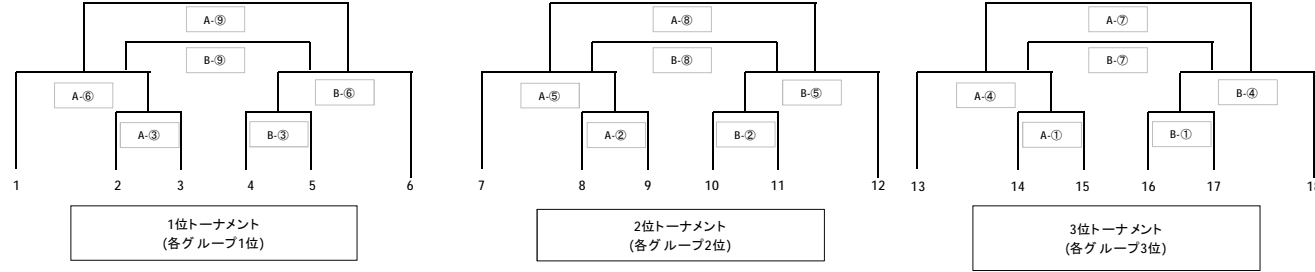 A-⑨ A-⑧ A-⑦
B-⑨ B-⑧ B-⑦
A-⑥ B-⑥ A-⑤ B-⑤ A-④ B-④
A-③ B-③ A-② B-② A-① B-①
1 2 3 4 5 6 7 8 9 10 11 12 13 14 15 16 17 18
1位トーナメント
(各グループ1位)
2位トーナメント
(各グループ2位)
3位トーナメント
(各グループ3位)